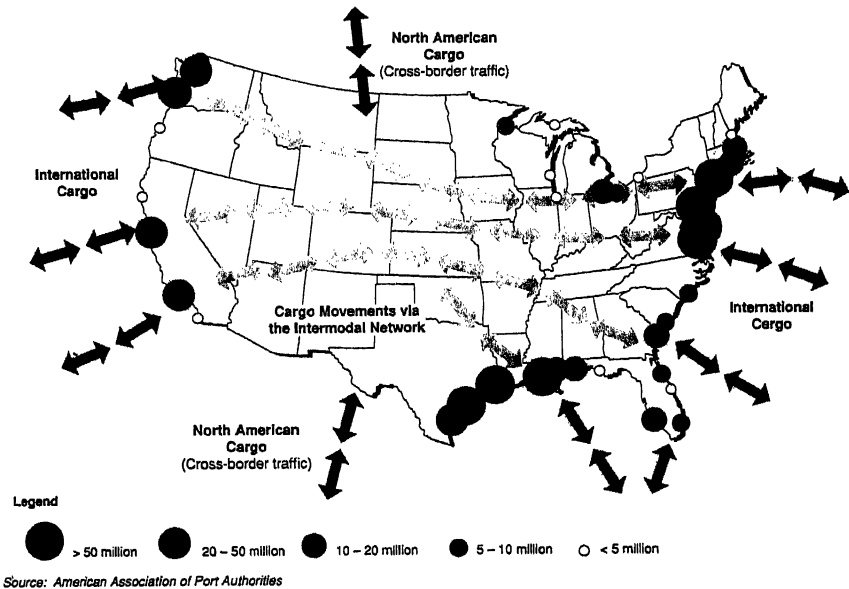 North American
Cargo
(Cross-border traffic)
International
Cargo
Cargo Movements via
the Intermodal Network
International
Cergo
North American
Cargo
(Cross-border traffic)
Legend
> 50 million
20 – 50 million
10 – 20 million
5 – 10 million
< 5 million
Source: American Association of Port Authorities